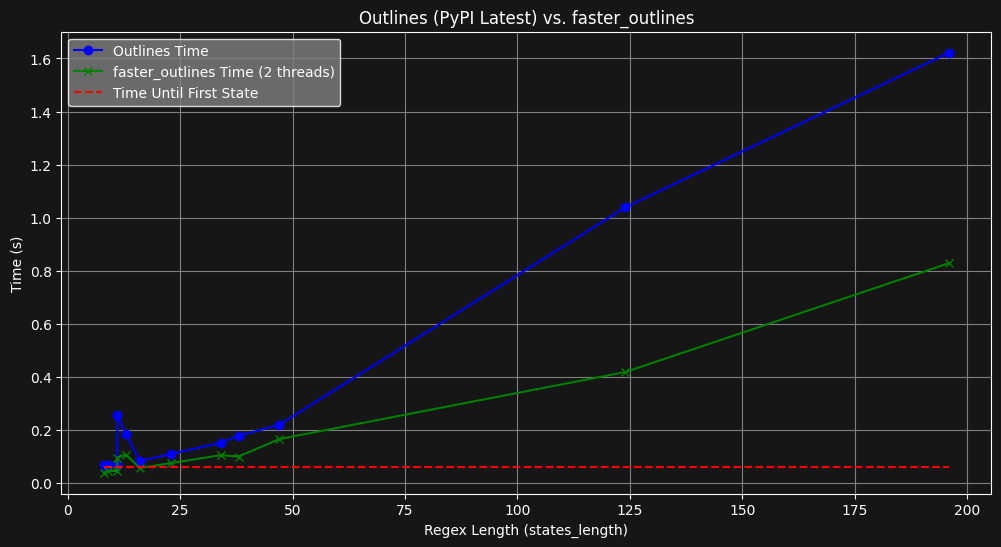 Outlines (PyPI Latest) vs. faster_outlines
Outlines Time
faster_outlines Time (2 threads)
Time Until First State
Time (s)
1.6
1.4
1.2
1.0
0.8
0.6
0.4
0.2
0.0
0 25 50 75 100 125 150 175 200
Regex Length (states_length)